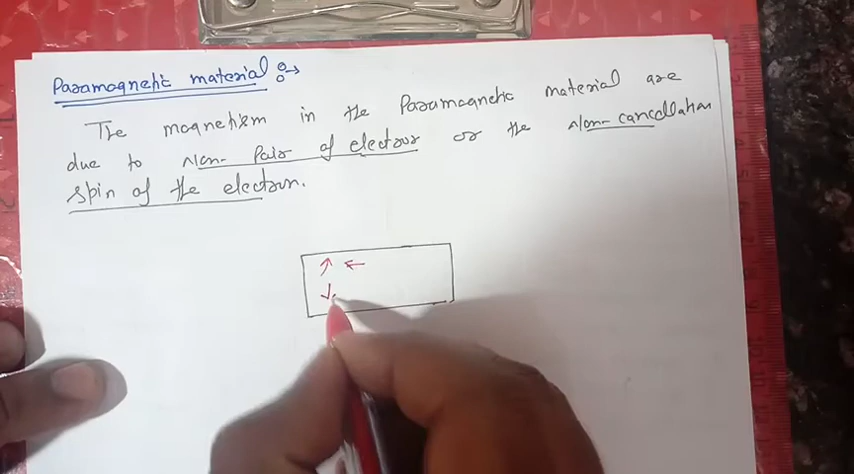 Paramagnetic material :→
The magnetism in the Paramagnetic material are
due to Non-Pair of electron or the Non-cancellation
spin of the electron.